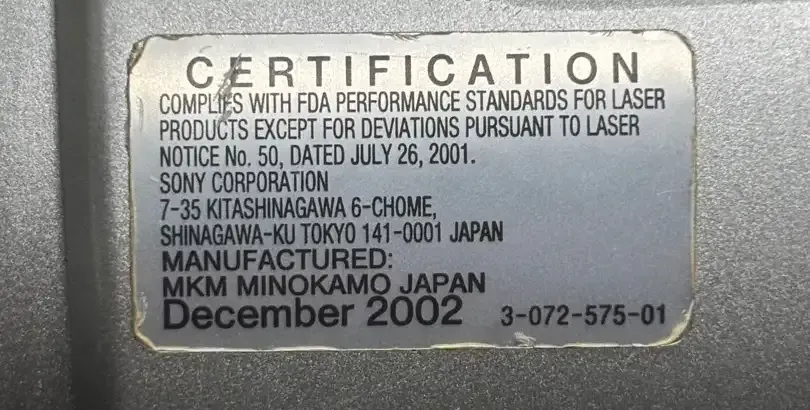 CERTIFICATION
COMPLIES WITH FDA PERFORMANCE STANDARDS FOR LASER
PRODUCTS EXCEPT FOR DEVIATIONS PURSUANT TO LASER
NOTICE No. 50, DATED JULY 26, 2001.
SONY CORPORATION
7-35 KITASHINAGAWA 6-CHOME,
SHINAGAWA-KU TOKYO 141-0001 JAPAN
MANUFACTURED:
MKM MINOKAMO JAPAN
December 2002 3-072-575-01